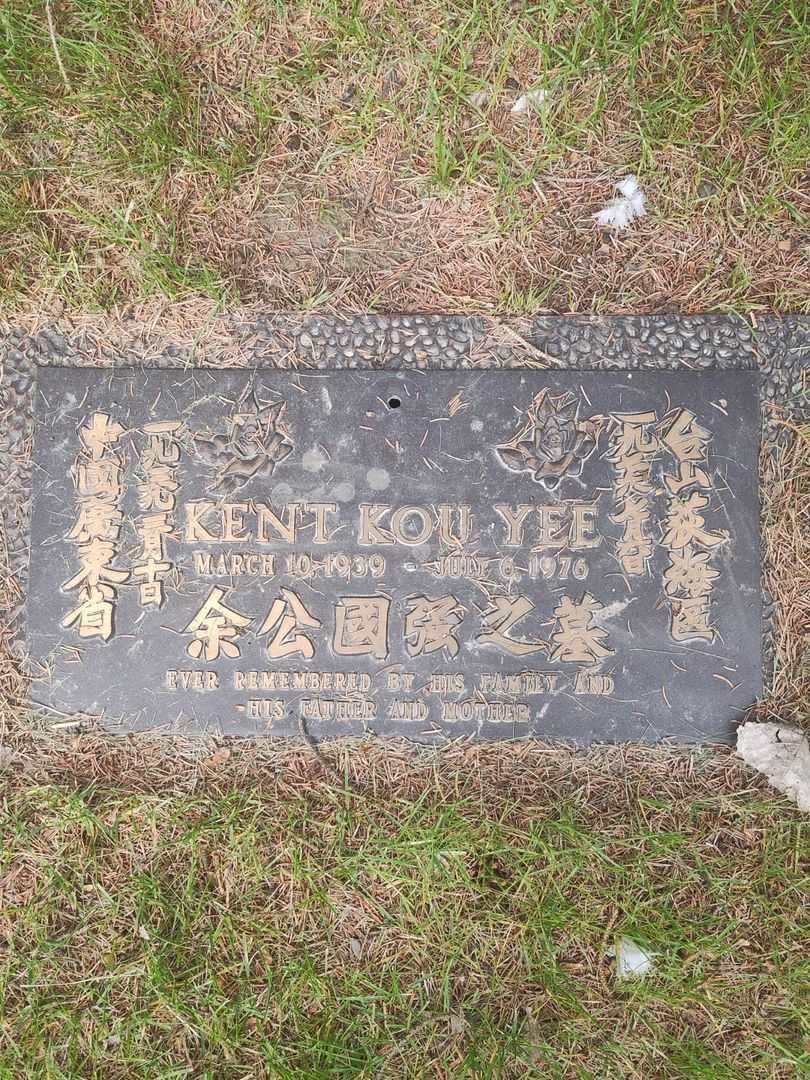 中國廣東省
KENT KOU YEE
MARCH 10, 1939 - JULY 6, 1976
余公國强之墓
EVER REMEMBERED BY HIS FAMILY AND
HIS FATHER AND MOTHER
台山荻海區